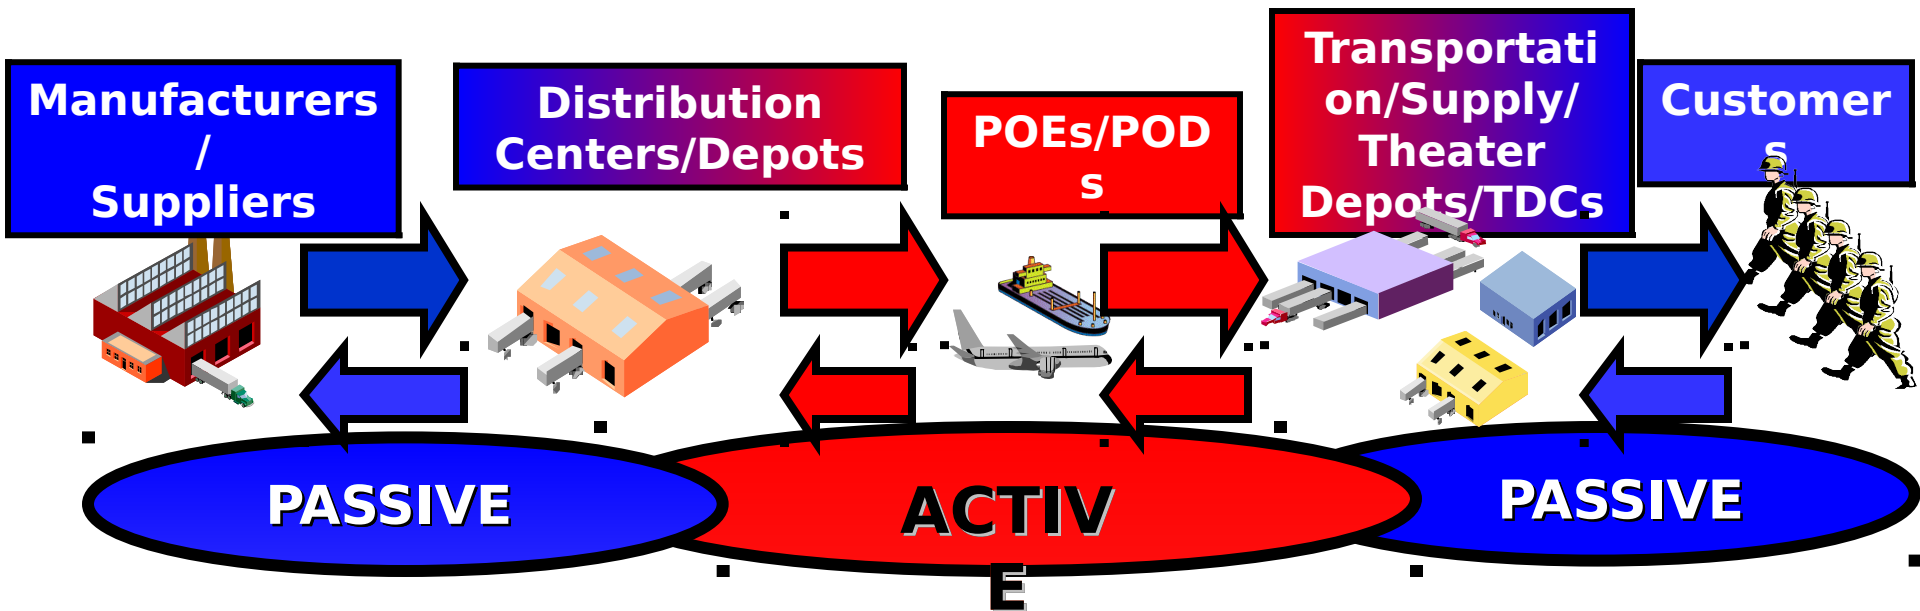 Manufacturers
/
Suppliers
Distribution
Centers/Depots
POEs/POD
s
Transportati
on/Supply/
Theater
Depots/TDCs
Customer
s
PASSIVE
ACTIV
E
PASSIVE